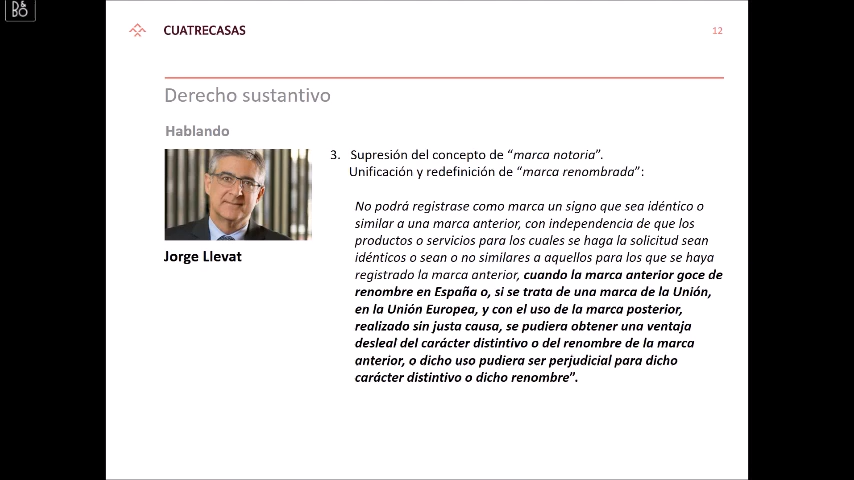 B&O
CUATRECASAS
12
Derecho sustantivo
Hablando
3. Supresión del concepto de “marca notoria”.
Unificación y redefinición de “marca renombrada”:
No podrá registrase como marca un signo que sea idéntico o
similar a una marca anterior, con independencia de que los
productos o servicios para los cuales se haga la solicitud sean
idénticos o sean o no similares a aquellos para los que se haya
registrado la marca anterior, cuando la marca anterior goce de
renombre en España o, si se trata de una marca de la Unión,
en la Unión Europea, y con el uso de la marca posterior,
realizado sin justa causa, se pudiera obtener una ventaja
desleal del carácter distintivo o del renombre de la marca
anterior, o dicho uso pudiera ser perjudicial para dicho
carácter distintivo o dicho renombre”.
Jorge Llevat